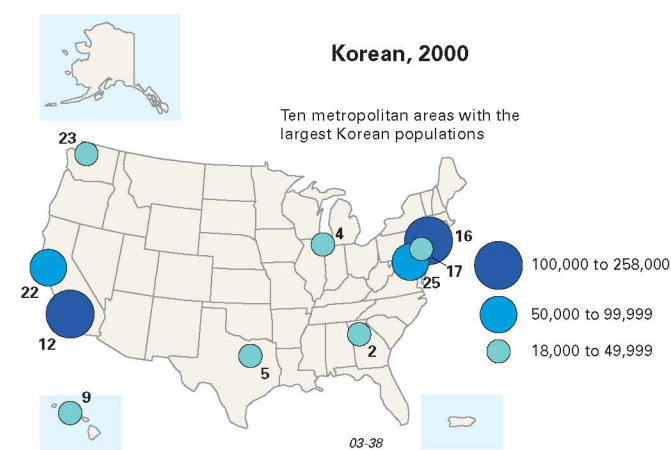 Korean, 2000
Ten metropolitan areas with the
largest Korean populations
23
4
16
17
25
22
12
2
5
9
100,000 to 258,000
50,000 to 99,999
18,000 to 49,999
03-38